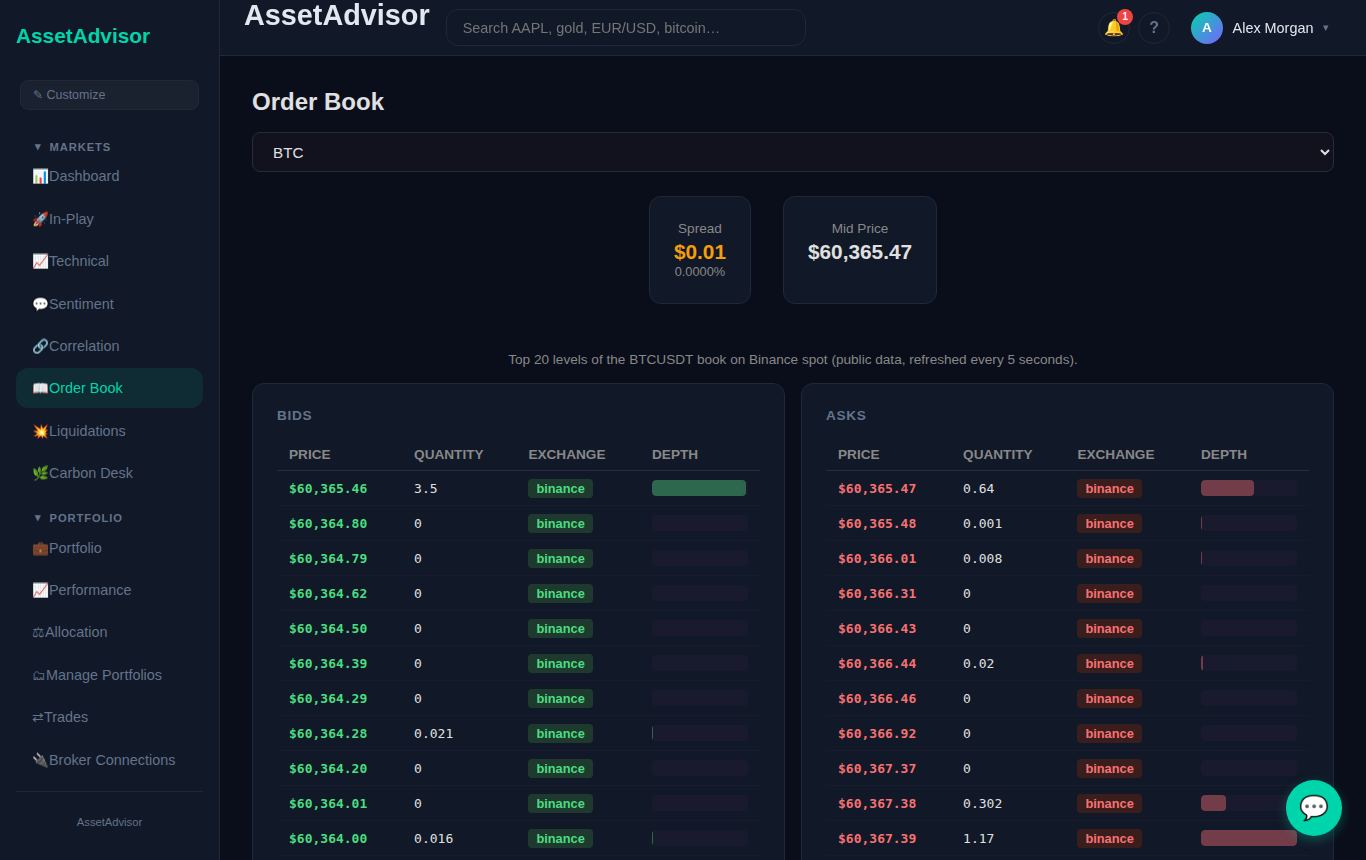 AssetAdvisor
✎ Customize
▼ MARKETS
📊Dashboard
🚀In-Play
📈Technical
💬Sentiment
🔗Correlation
📖Order Book
💥Liquidations
🌿Carbon Desk
▼ PORTFOLIO
💼Portfolio
📈Performance
⚖Allocation
🗂Manage Portfolios
⇄Trades
🔌Broker Connections
AssetAdvisor
AssetAdvisor
Search AAPL, gold, EUR/USD, bitcoin…
🔔 1 ? A Alex Morgan ▾
Order Book
BTC
Spread
$0.01
0.0000%
Mid Price
$60,365.47
Top 20 levels of the BTCUSDT book on Binance spot (public data, refreshed every 5 seconds).
BIDS
PRICE QUANTITY EXCHANGE DEPTH
$60,365.46 3.5 binance
$60,364.80 0 binance
$60,364.79 0 binance
$60,364.62 0 binance
$60,364.50 0 binance
$60,364.39 0 binance
$60,364.29 0 binance
$60,364.28 0.021 binance
$60,364.20 0 binance
$60,364.01 0 binance
$60,364.00 0.016 binance
ASKS
PRICE QUANTITY EXCHANGE DEPTH
$60,365.47 0.64 binance
$60,365.48 0.001 binance
$60,366.01 0.008 binance
$60,366.31 0 binance
$60,366.43 0 binance
$60,366.44 0.02 binance
$60,366.46 0 binance
$60,366.92 0 binance
$60,367.37 0 binance
$60,367.38 0.302 binance
$60,367.39 1.17 binance